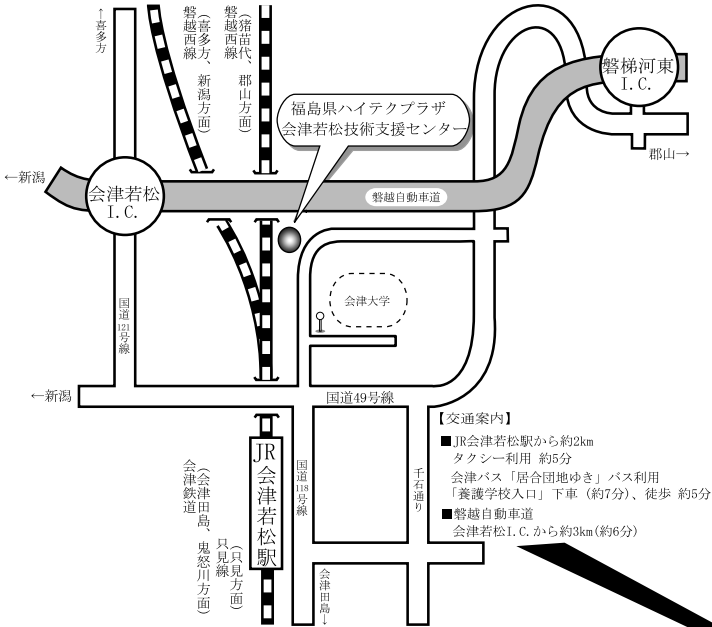 ←喜多方
磐越西線
(喜多方、新潟方面)
磐越西線
(猪苗代、郡山方面)
磐梯河東
I.C.
福島県ハイテクプラザ
会津若松技術支援センター
郡山→
←新潟
会津若松
I.C.
磐越自動車道
会津大学
国道121号線
←新潟
国道49号線
【交通案内】
■JR会津若松駅から約2km
タクシー利用 約5分
会津バス「居合団地ゆき」バス利用
「養護学校入口」下車 (約7分)、徒歩 約5分
■磐越自動車道
会津若松I.C.から約3km(約6分)
JR会津若松駅
国道118号線
千石通り
会津鉄道
(会津田島、鬼怒川方面)
只見線
(只見方面)
会津田島→